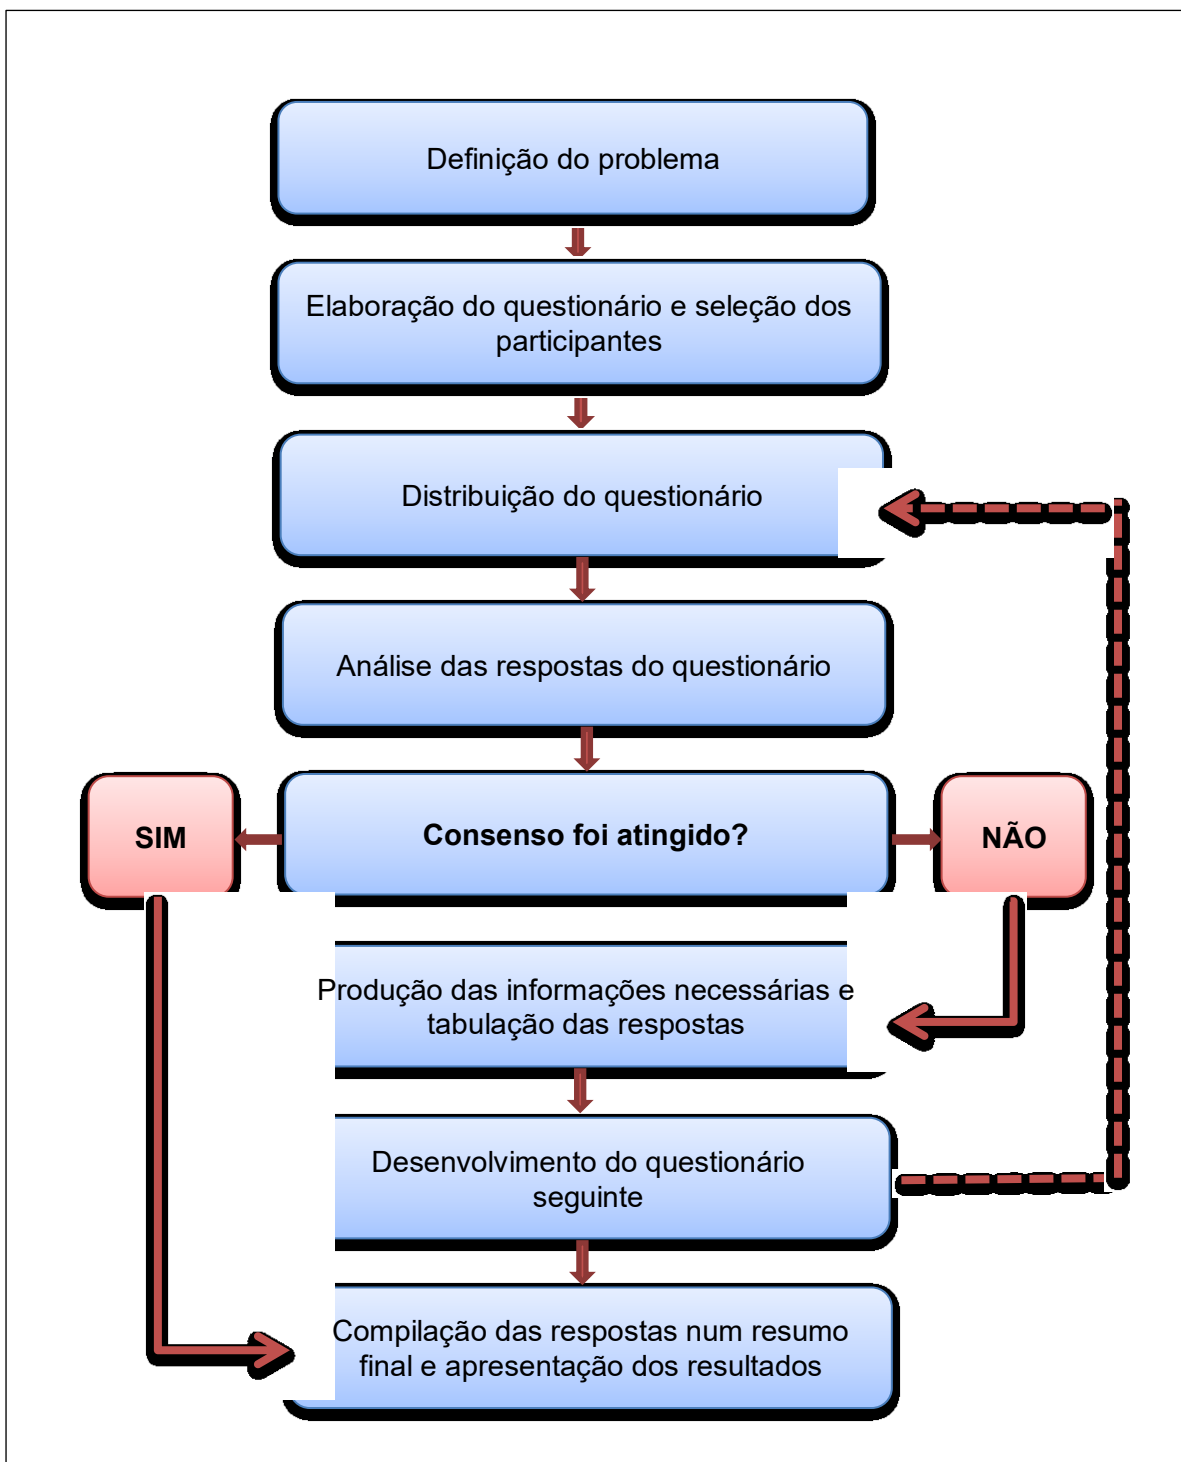 Definição do problema
Elaboração do questionário e seleção dos
participantes
Distribuição do questionário
Análise das respostas do questionário
SIM
Consenso foi atingido?
NÃO
Produção das informações necessárias e
tabulação das respostas
Desenvolvimento do questionário
seguinte
Compilação das respostas num resumo
final e apresentação dos resultados